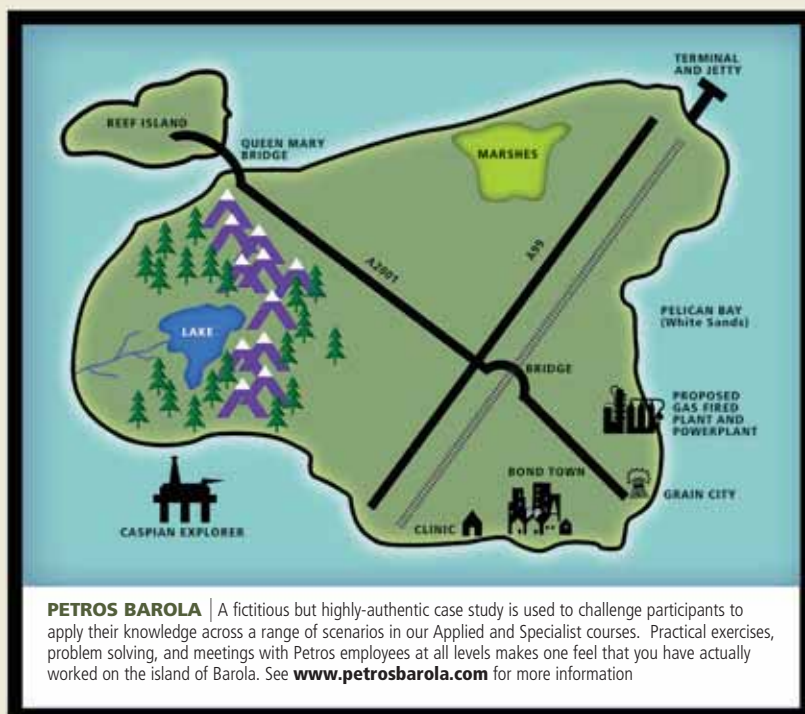 TERMINAL
AND JETTY
REEF ISLAND
QUEEN MARY
BRIDGE
MARSHES
A2001
A99
LAKE
PELICAN BAY
(White Sands)
BRIDGE
PROPOSED
GAS FIRED
PLANT AND
POWERPLANT
BOND TOWN
GRAIN CITY
CLINIC
CASPIAN EXPLORER
PETROS BAROLA | A fictitious but highly-authentic case study is used to challenge participants to
apply their knowledge across a range of scenarios in our Applied and Specialist courses. Practical exercises,
problem solving, and meetings with Petros employees at all levels makes one feel that you have actually
worked on the island of Barola. See www.petrosbarola.com for more information